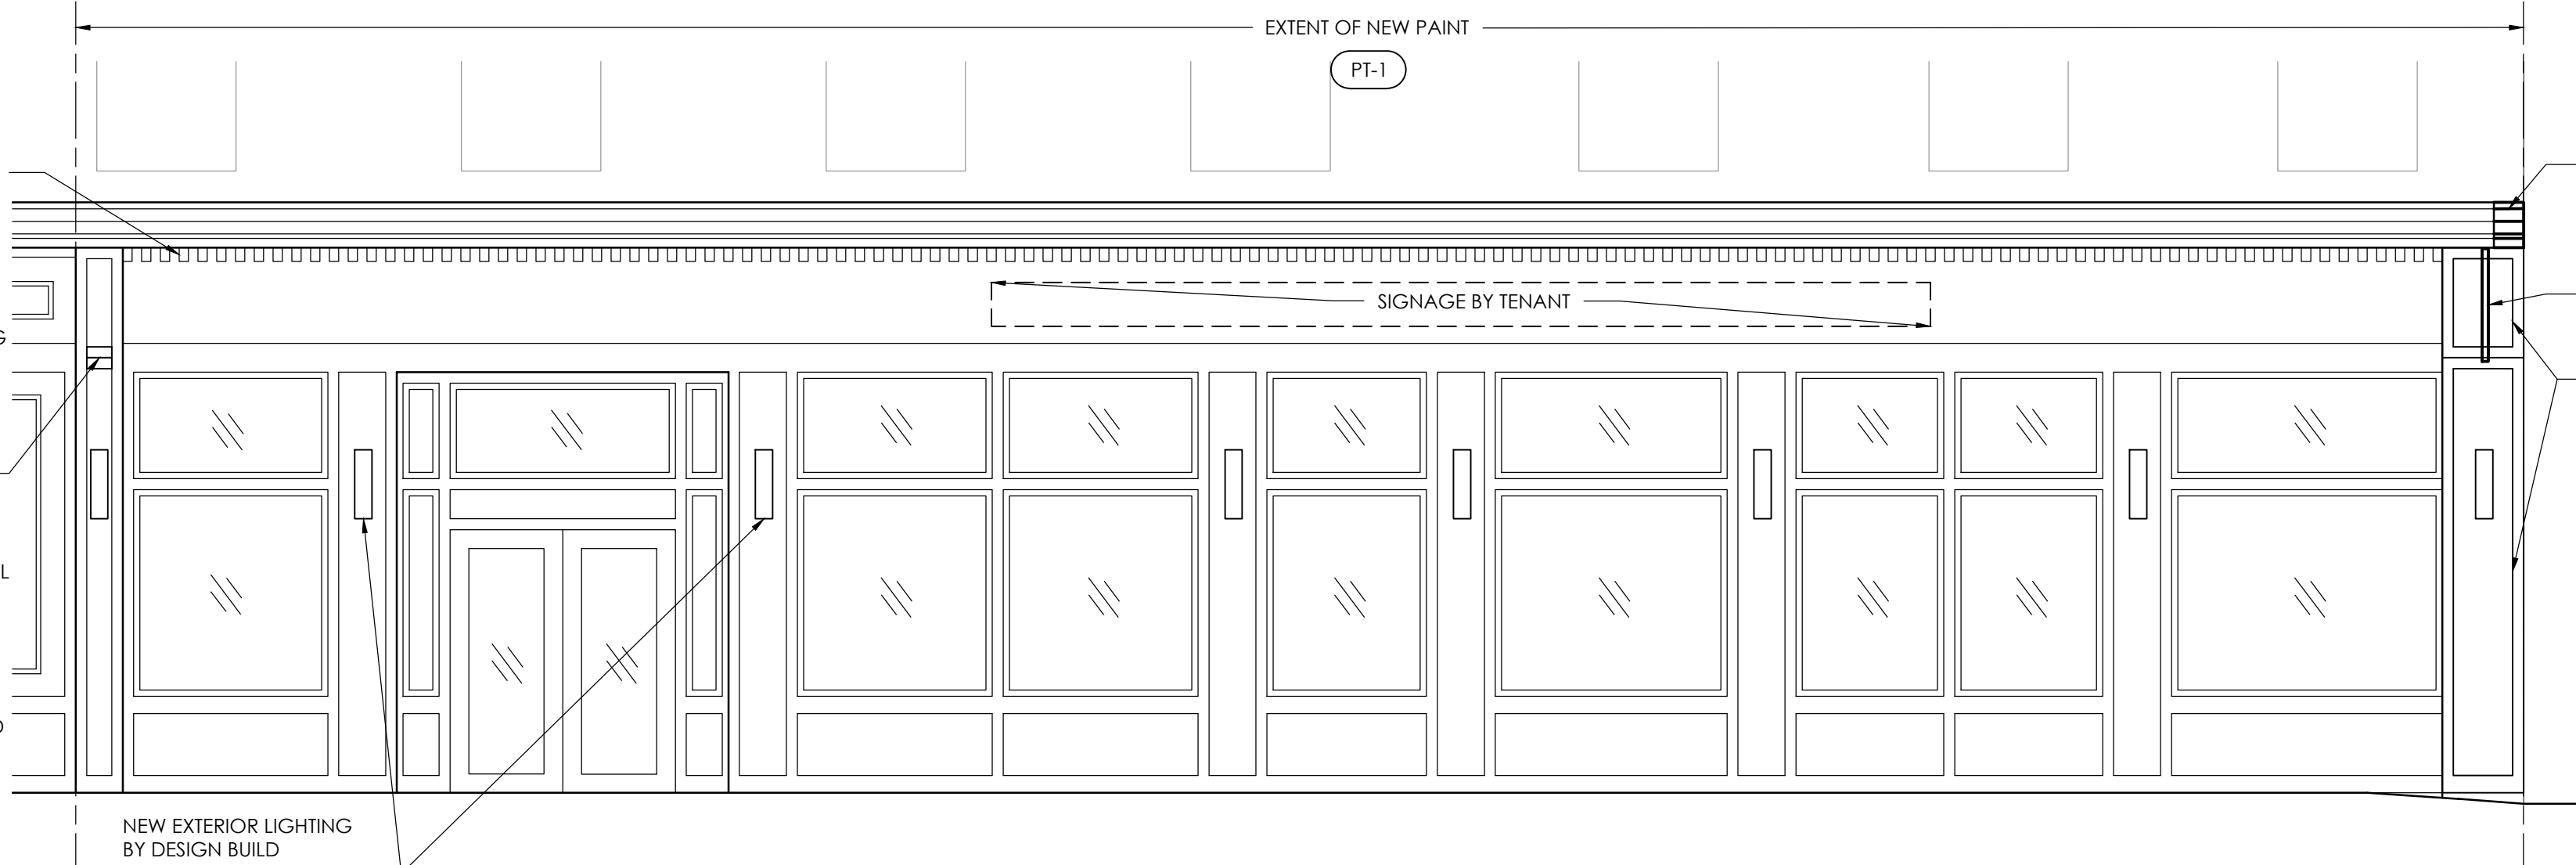 EXTENT OF NEW PAINT
PT-1
SIGNAGE BY TENANT
G
L
NEW EXTERIOR LIGHTING
BY DESIGN BUILD